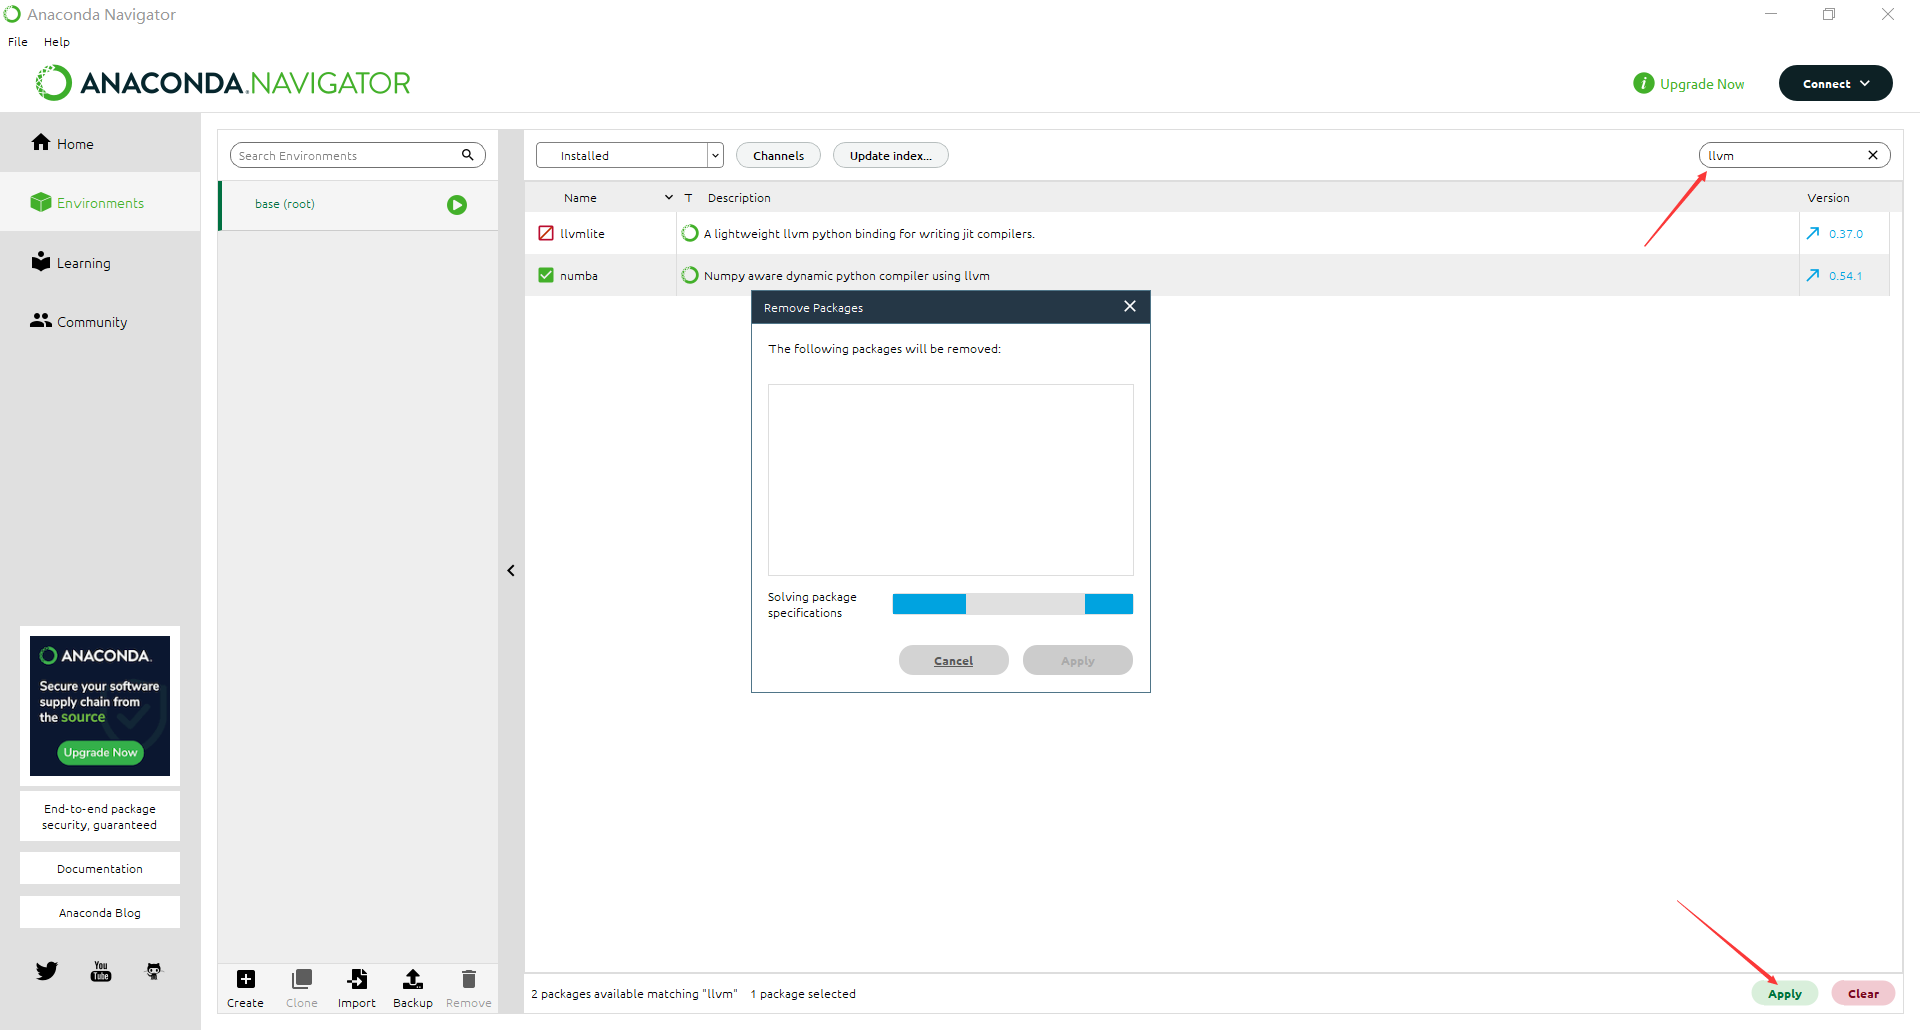 Anaconda Navigator
File Help
ANACONDA.NAVIGATOR
Upgrade Now
Connect
Home
Environments
Learning
Community
ANACONDA.
Secure your software
supply chain from
the source
Upgrade Now
End-to-end package
security, guaranteed
Documentation
Anaconda Blog
You
Tube
Search Environments
base (root)
Create Clone Import Backup Remove
Installed Channels Update index... llvm
Name T Description Version
llvmlite A lightweight llvm python binding for writing jit compilers. 0.37.0
numba Numpy aware dynamic python compiler using llvm 0.54.1
Remove Packages
The following packages will be removed:
Solving package
specifications
Cancel Apply
2 packages available matching "llvm" 1 package selected
Apply Clear